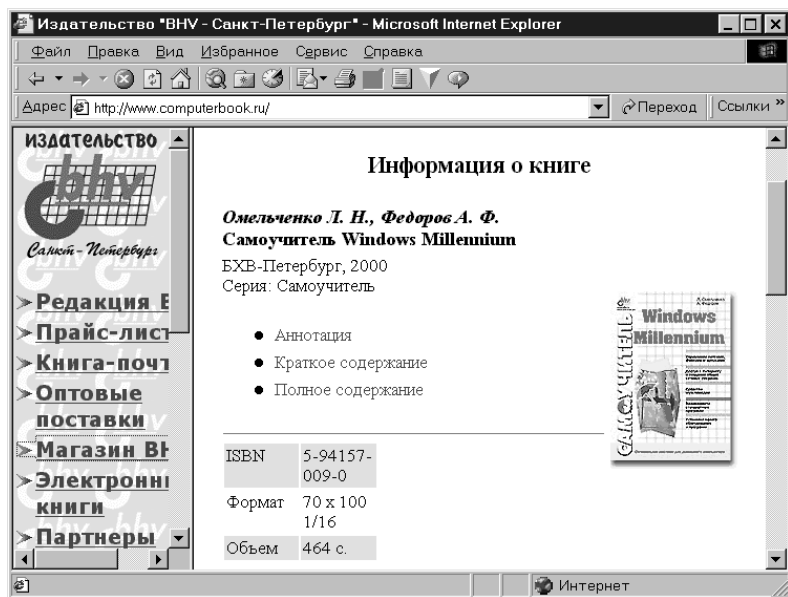 Издательство "BHV - Санкт-Петербург" - Microsoft Internet Explorer
Файл Правка Вид Избранное Сервис Справка
Адрес http://www.computerbook.ru/ Переход Ссылки »
издательство
bhv
Санкт-Петербург
Редакция В
Прайс-лист
Книга-почт
Оптовые
поставки
Магазин BH
Электронны
книги
Партнеры
Информация о книге
Омельченко Л. Н., Федоров А. Ф.
Самоучитель Windows Millennium
БХВ-Петербург, 2000
Серия: Самоучитель
• Аннотация
• Краткое содержание
• Полное содержание
САМОУЧИТЕЛЬ
Windows
Millennium
ISBN 5-94157-
009-0
Формат 70 x 100
1/16
Объем 464 с.
Интернет